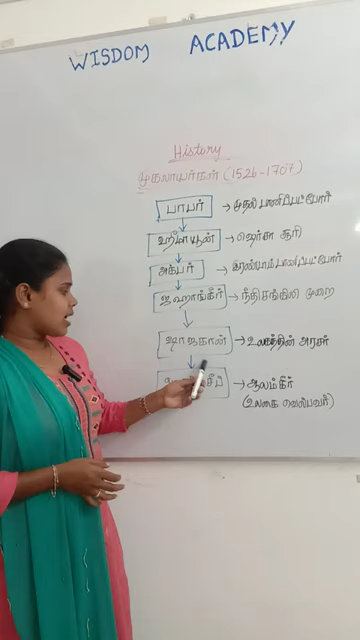 WISDOM ACADEMY
History
முகலாயர்கள் (1526-1707)
பாபர் → முதல் பானிபட்போர்
ஹீமாயூன் → ஷெர்சா சூரி
அக்பர் → இரண்டாம் பானிபட்போர்
ஜஹாங்கீர் → நீதிசங்கிலி முறை
ஷாஜகான் → உலகத்தின் அரசர்
சீப் → ஆலம்கீர்
(உலகை வெல்பவர்)